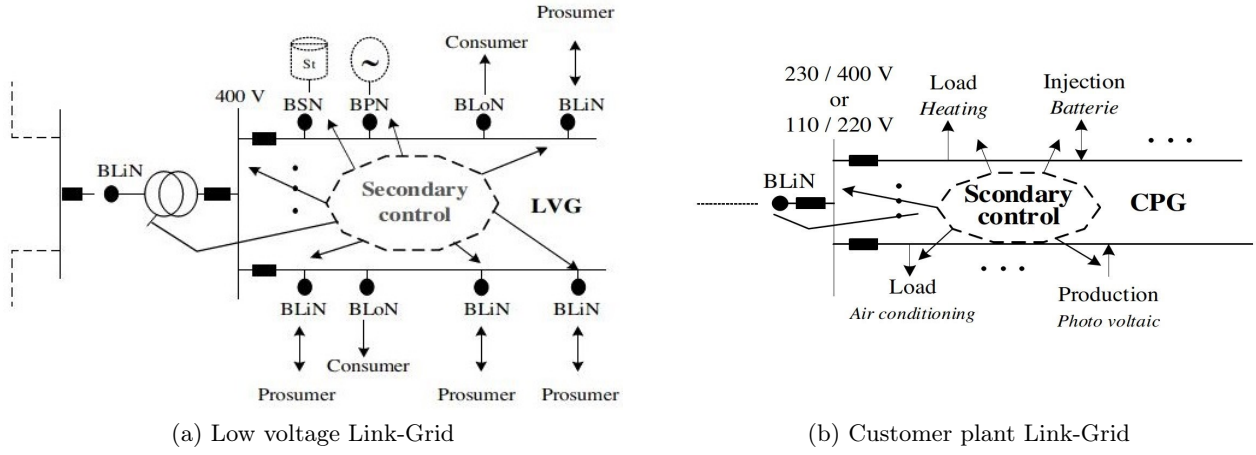 Prosumer
Consumer
St
~
400 V
BSN
BPN
BLoN
BLiN
BLiN
Secondary
control
LVG
BLiN
BLoN
BLiN
BLiN
Consumer
Prosumer
Prosumer
Prosumer
(a) Low voltage Link-Grid
230 / 400 V
or
110 / 220 V
Load
Heating
Injection
Batterie
BLiN
Scondary
control
CPG
Load
Air conditioning
Production
Photo voltaic
(b) Customer plant Link-Grid